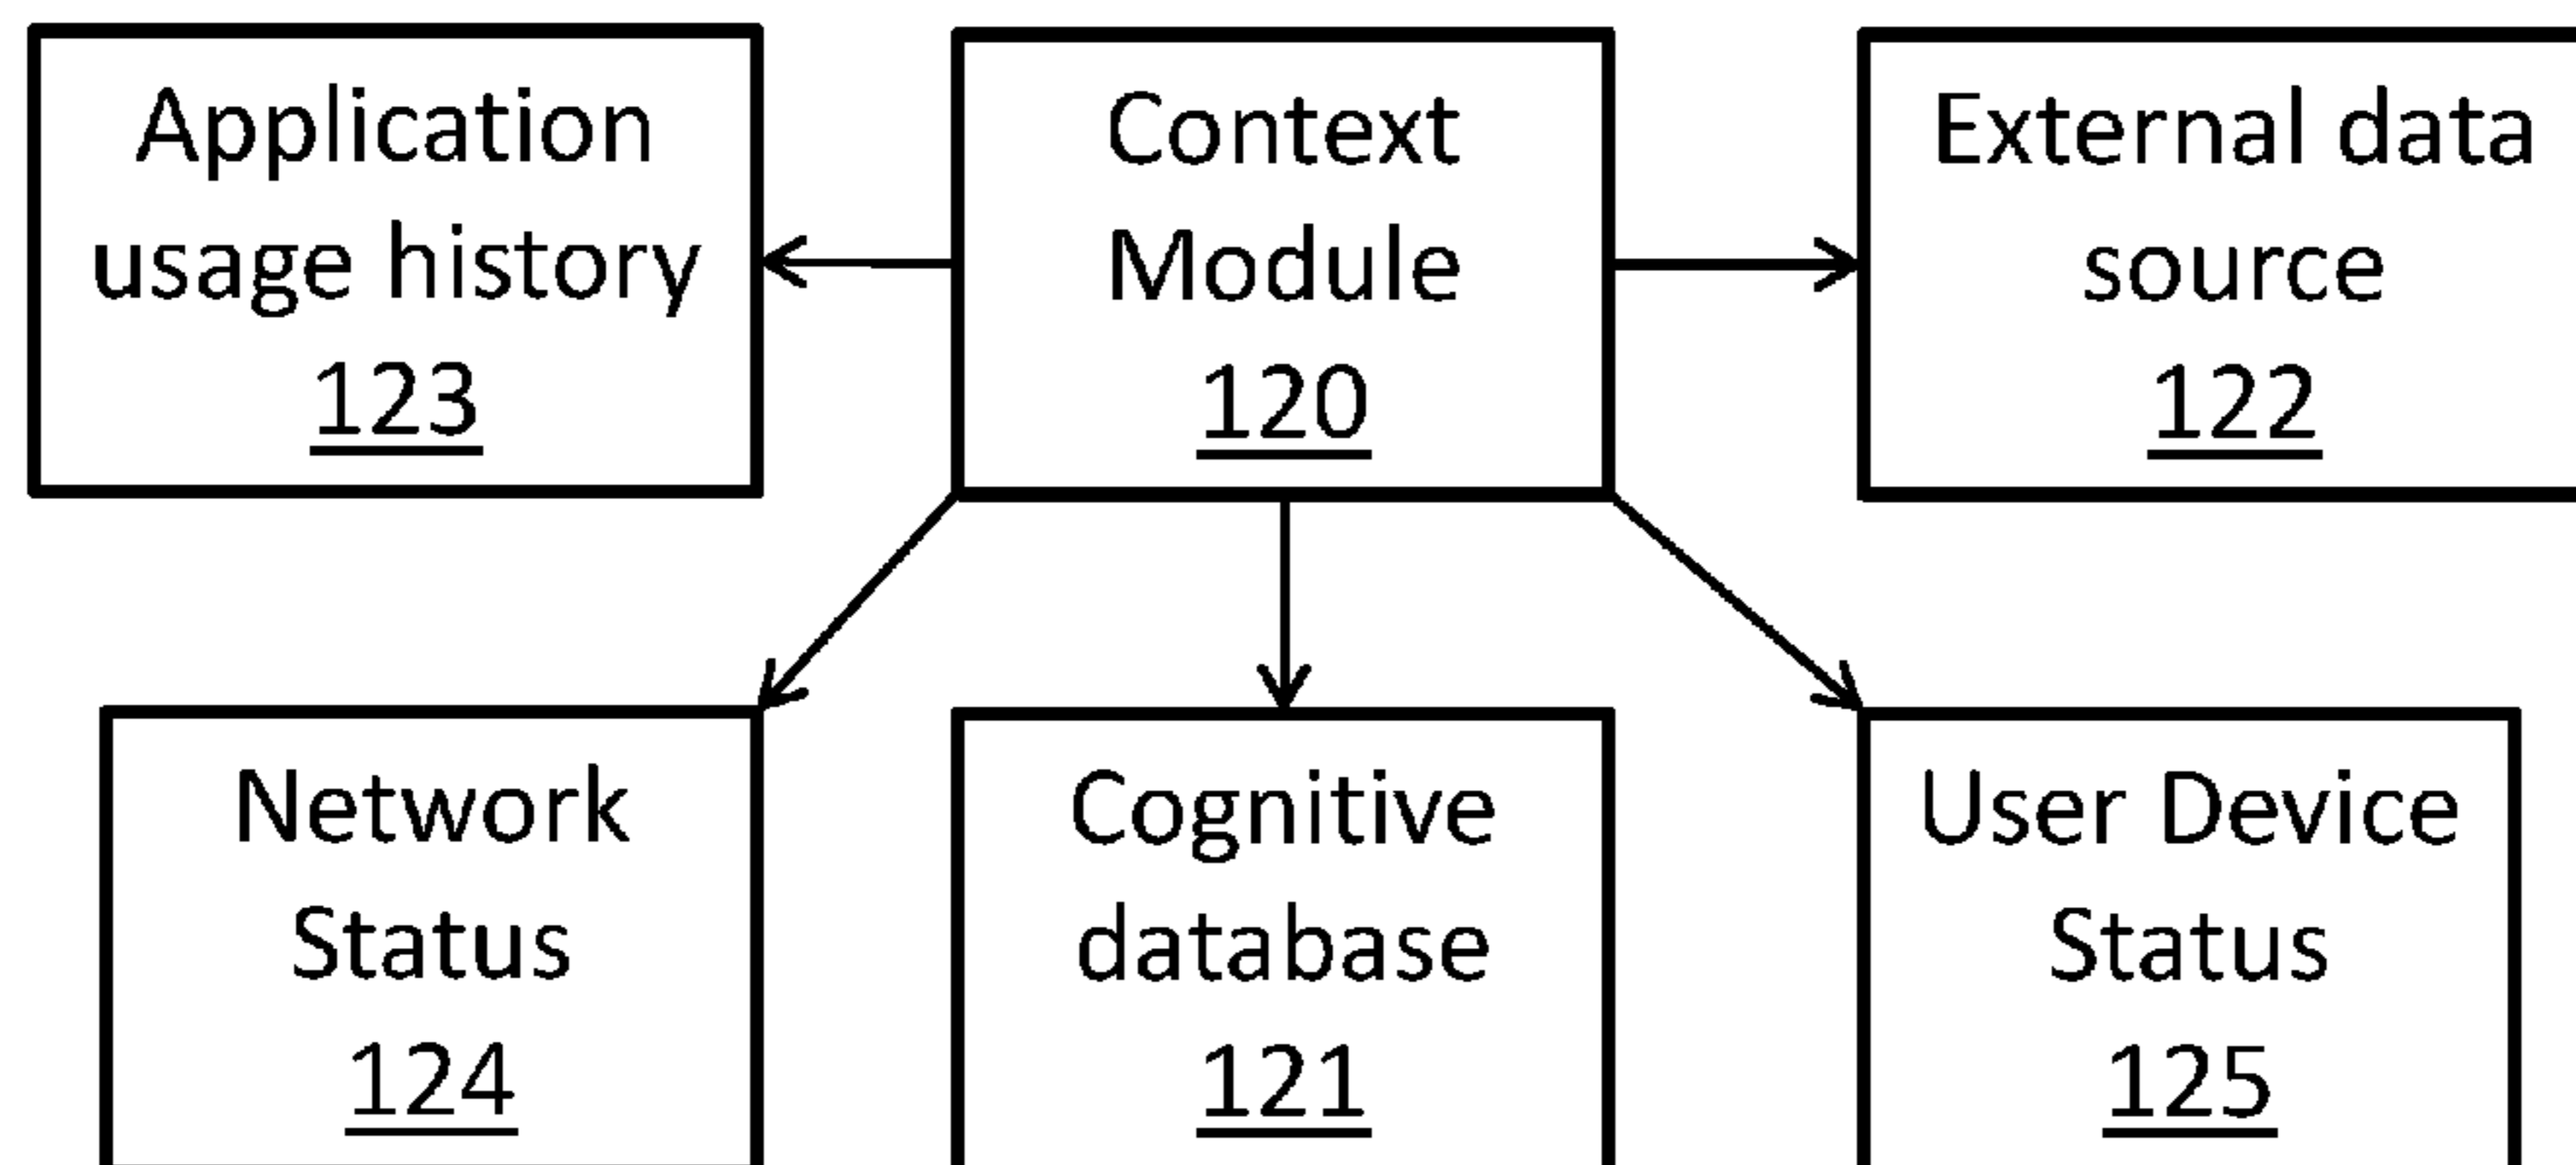 Application
usage history
123
Context
Module
120
External data
source
122
Network
Status
124
Cognitive
database
121
User Device
Status
125